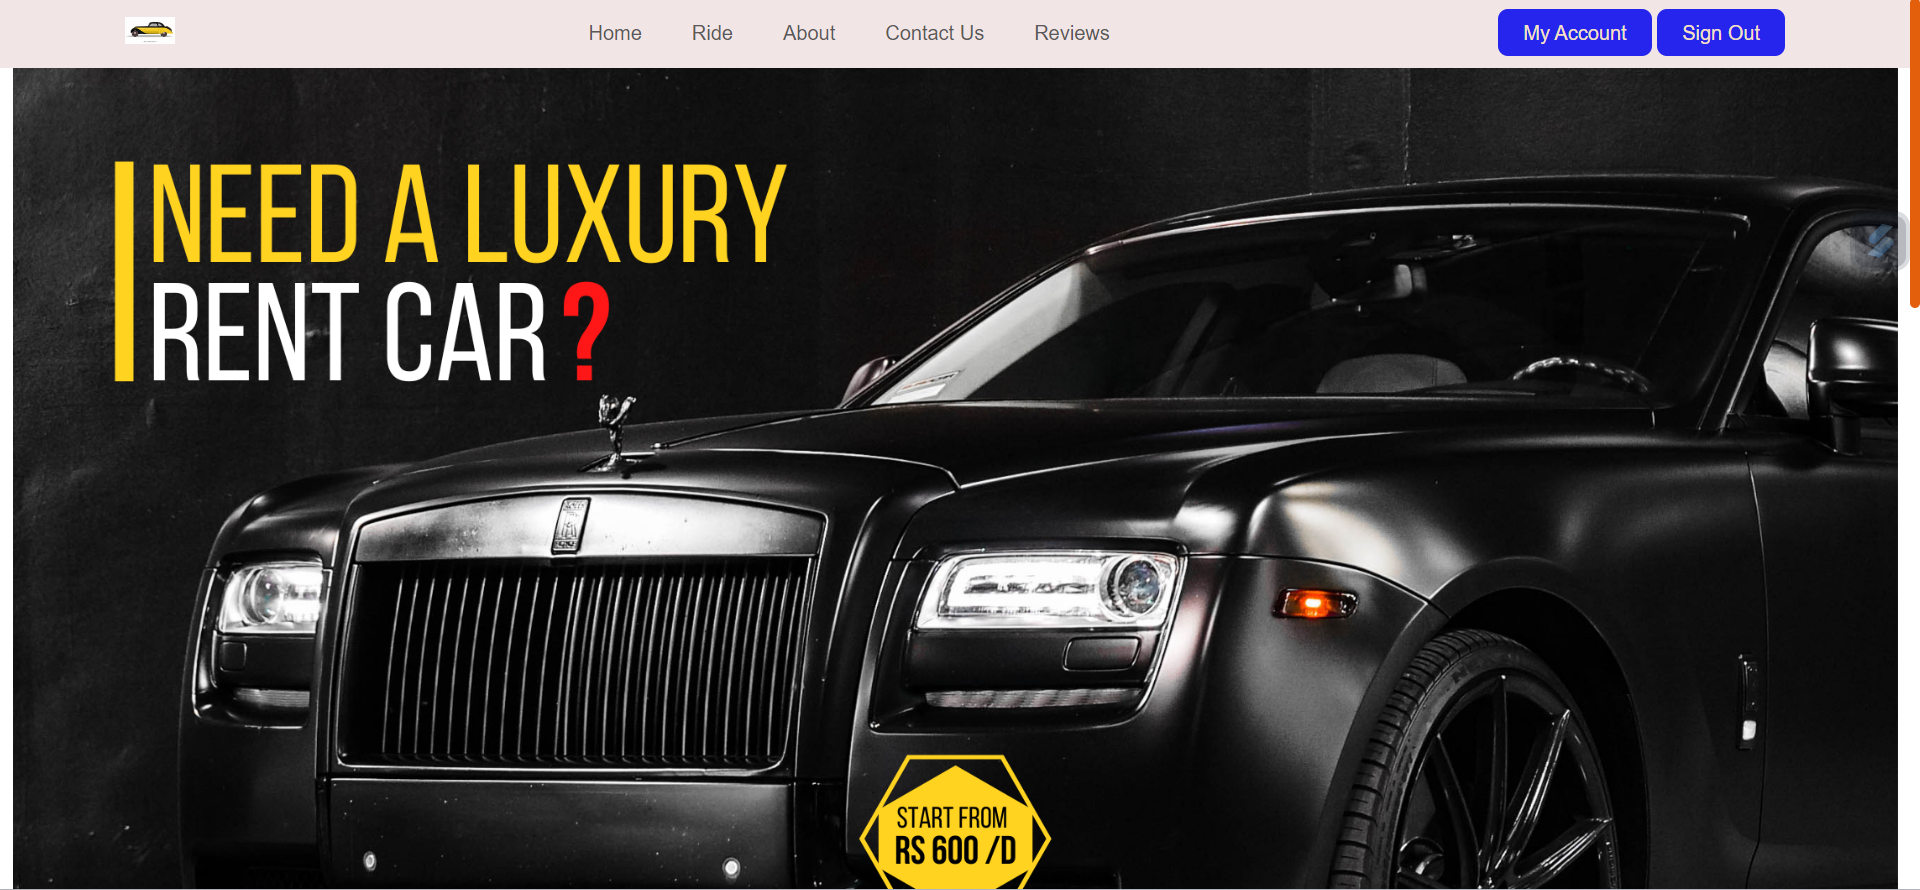 Home Ride About Contact Us Reviews My Account Sign Out
NEED A LUXURY
RENT CAR?
START FROM
RS 600 /D